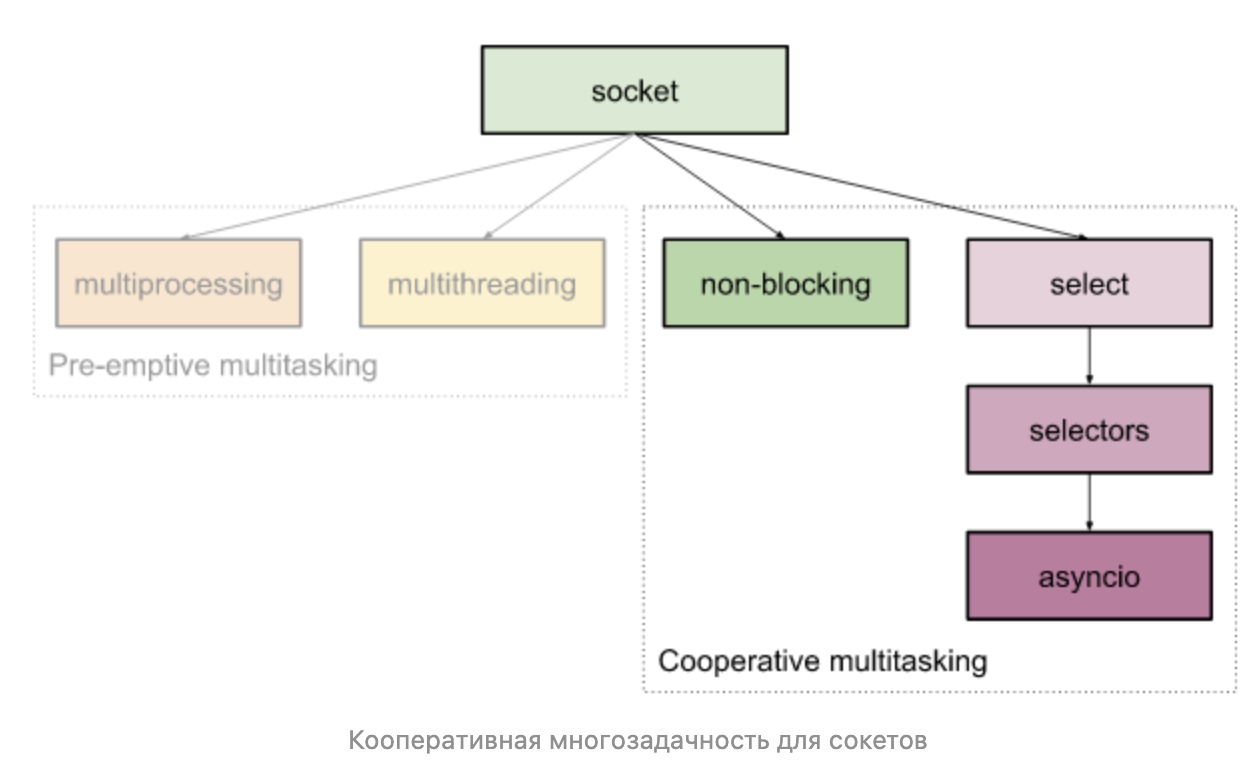 socket
multiprocessing
multithreading
non-blocking
select
Pre-emptive multitasking
selectors
asyncio
Cooperative multitasking
Кооперативная многозадачность для сокетов